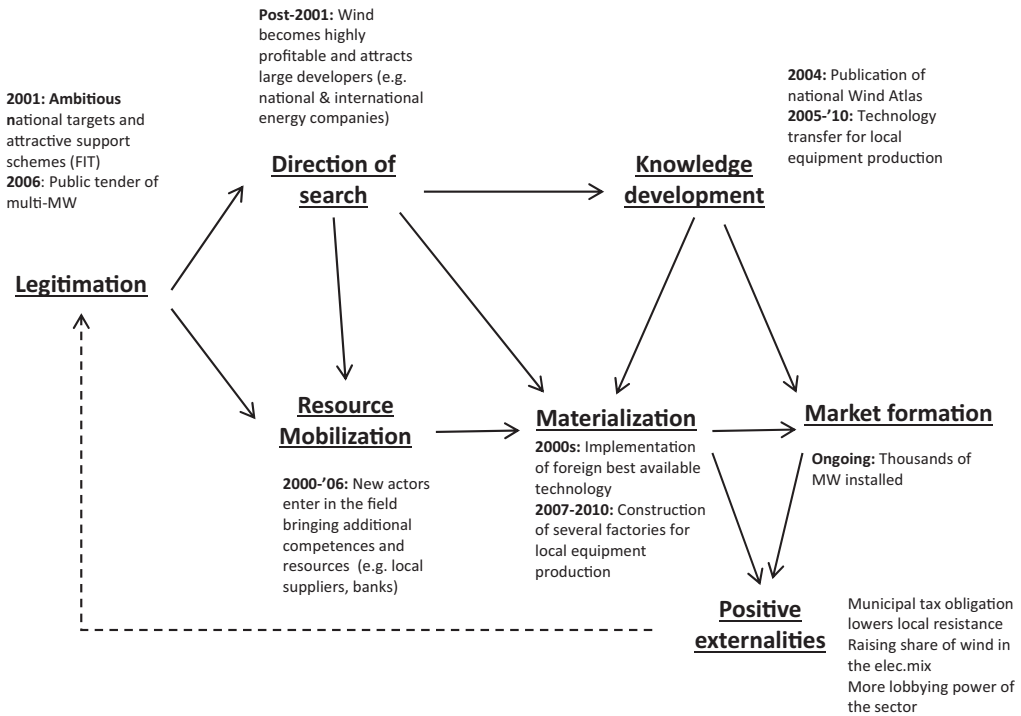 Post-2001: Wind
becomes highly
profitable and attracts
large developers (e.g.
national & international
energy companies)
2004: Publication of
national Wind Atlas
2005-'10: Technology
transfer for local
equipment production
2001: Ambitious
national targets and
attractive support
schemes (FIT)
2006: Public tender of
multi-MW
Direction of
search
Knowledge
development
Legitimation
Resource
Mobilization
2000-'06: New actors
enter in the field
bringing additional
competences and
resources (e.g. local
suppliers, banks)
Materialization
2000s: Implementation
of foreign best available
technology
2007-2010: Construction
of several factories for
local equipment
production
Market formation
Ongoing: Thousands of
MW installed
Positive
externalities
Municipal tax obligation
lowers local resistance
Raising share of wind in
the elec.mix
More lobbying power of
the sector